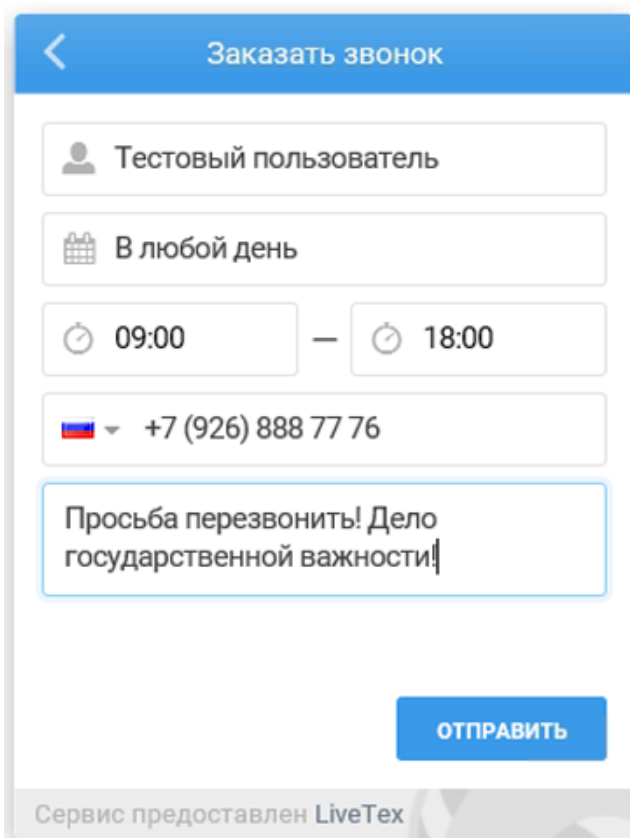 Заказать звонок
Тестовый пользователь
В любой день
09:00 — 18:00
+7 (926) 888 77 76
Просьба перезвонить! Дело
государственной важности!
ОТПРАВИТЬ
Сервис предоставлен LiveTex